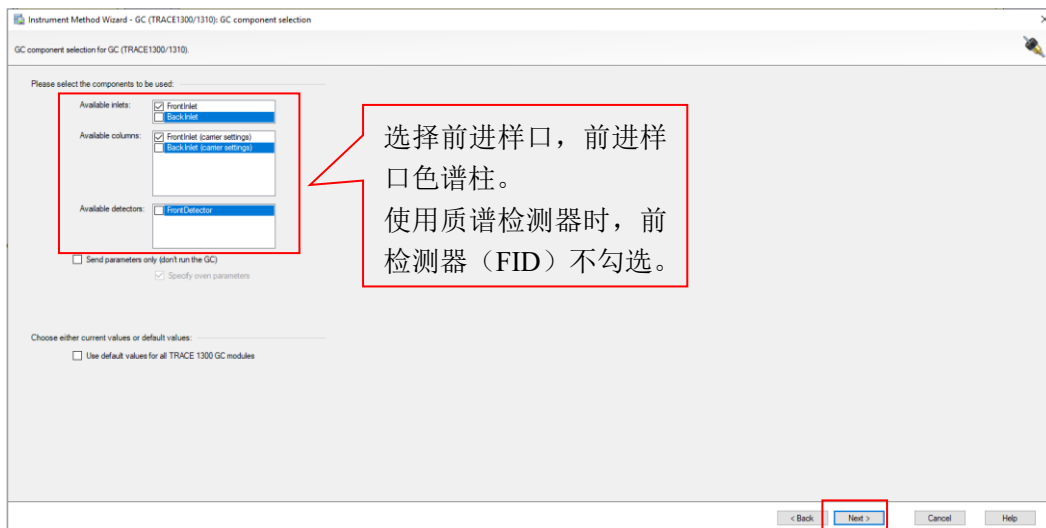 Instrument Method Wizard - GC (TRACE1300/1310): GC component selection
GC component selection for GC (TRACE1300/1310).
Please select the components to be used:
Available inlets:
FrontInlet
BackInlet
Available columns:
FrontInlet (carrier settings)
BackInlet (carrier settings)
Available detectors:
FrontDetector
Send parameters only (don't run the GC)
Specify oven parameters
选择前进样口，前进样
口色谱柱。
使用质谱检测器时，前
检测器（FID）不勾选。
Choose either current values or default values:
Use default values for all TRACE 1300 GC modules
< Back
Next >
Cancel
Help